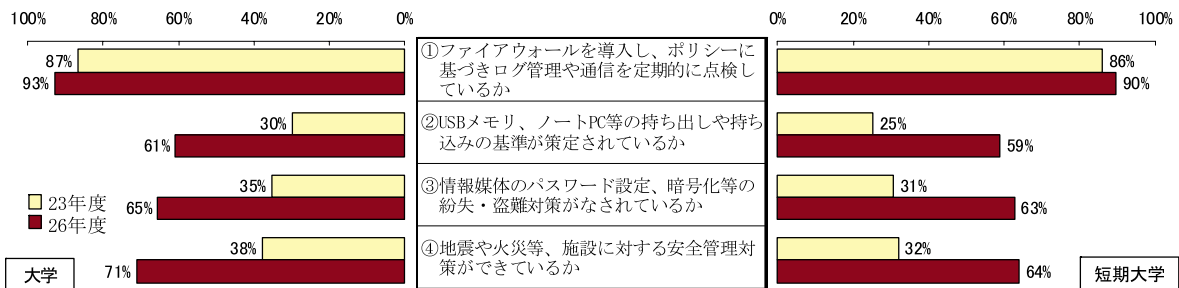 100% 80% 60% 40% 20% 0%
0% 20% 40% 60% 80% 100%
87%
93%
①ファイアウォールを導入し、ポリシーに
基づきログ管理や通信を定期的に点検し
ているか
86%
90%
30%
61%
②USBメモリ、ノートPC等の持ち出しや持ち
込みの基準が策定されているか
25%
59%
35%
65%
③情報媒体のパスワード設定、暗号化等の
紛失・盗難対策がなされているか
31%
63%
23年度
26年度
38%
71%
④地震や火災等、施設に対する安全管理対
策ができているか
32%
64%
大学
短期大学